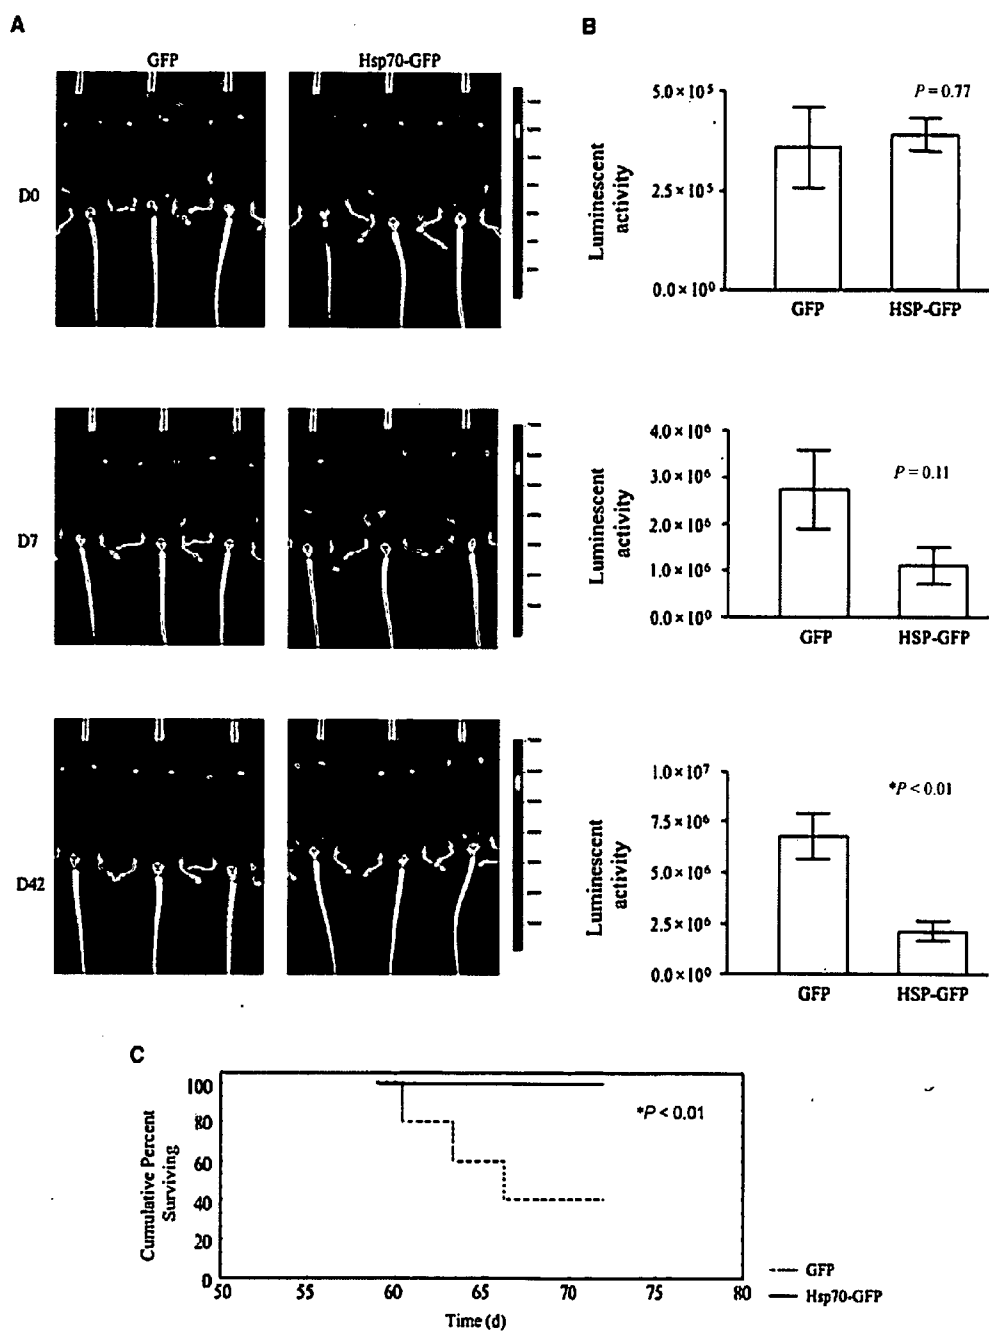 A
GFP
Hsp70-GFP
D0
D7
D42
B
5.0 × 10⁵
2.5 × 10⁵
0.0 × 10⁰
Luminescent activity
P = 0.77
GFP
HSP-GFP
4.0 × 10⁶
3.0 × 10⁶
2.0 × 10⁶
1.0 × 10⁶
0.0 × 10⁰
Luminescent activity
P = 0.11
GFP
HSP-GFP
1.0 × 10⁷
7.5 × 10⁶
5.0 × 10⁶
2.5 × 10⁶
0.0 × 10⁰
Luminescent activity
*P < 0.01
GFP
HSP-GFP
C
100
80
60
40
20
0
Cumulative Percent Surviving
*P < 0.01
50
60
65
70
75
80
Time (d)
GFP
Hsp70-GFP